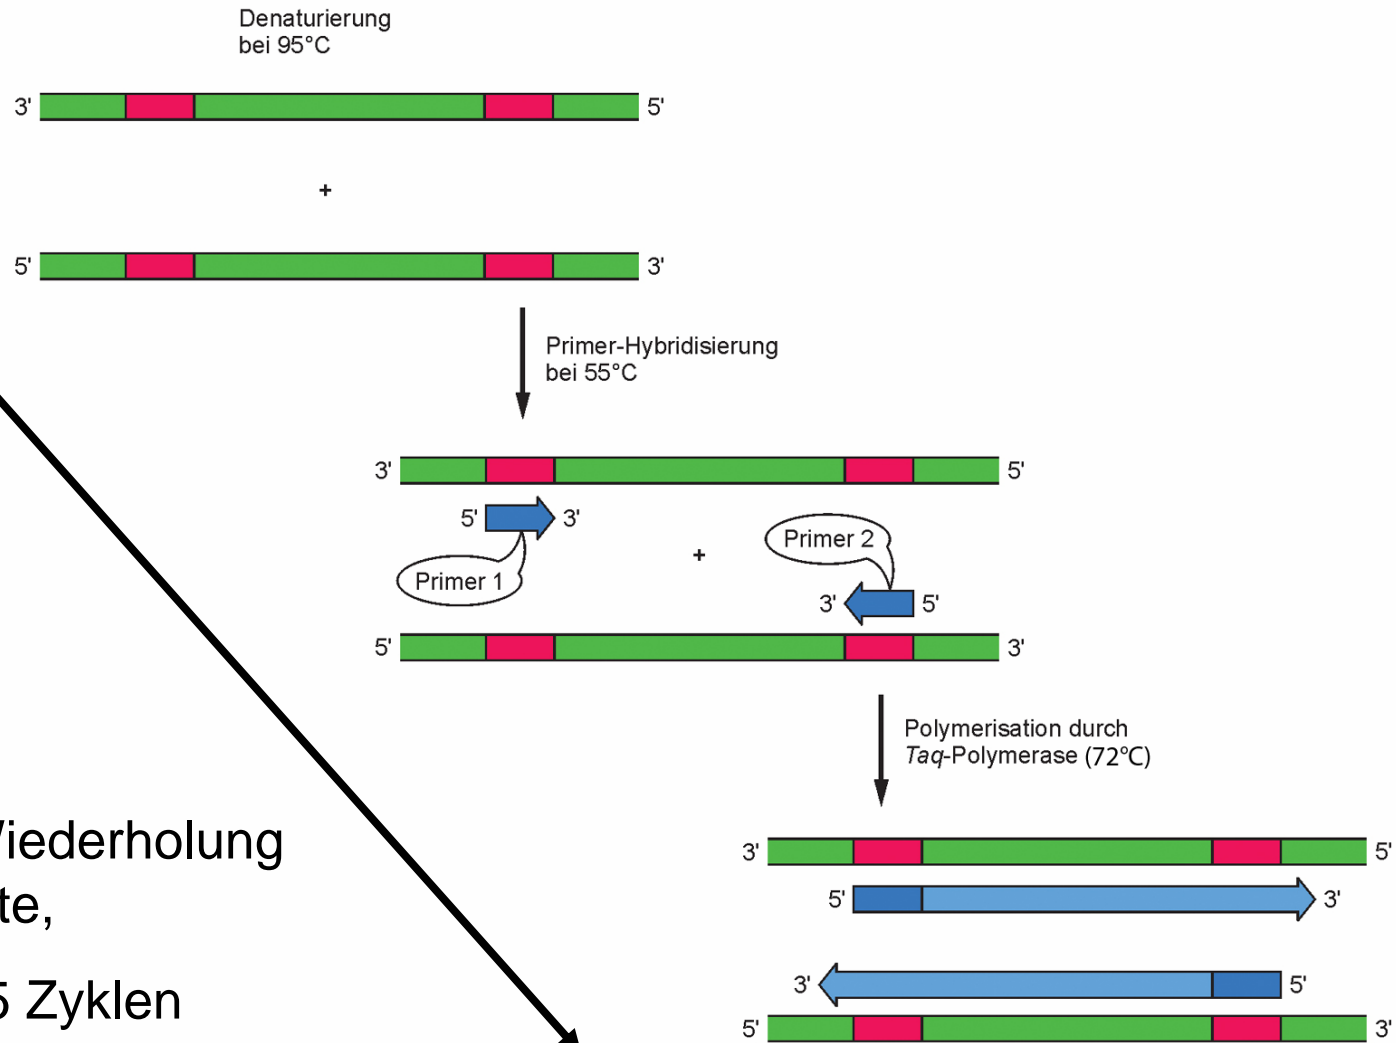 Denaturierung
bei 95°C
3' 5'
+
5' 3'
Primer-Hybridisierung
bei 55°C
3' 5'
5' 3'
Primer 1
+
Primer 2
3' 5'
5' 3'
Polymerisation durch
Taq-Polymerase (72°C)
3' 5'
5' 3'
3' 5'
5' 3'
Wiederholung
te,
5 Zyklen